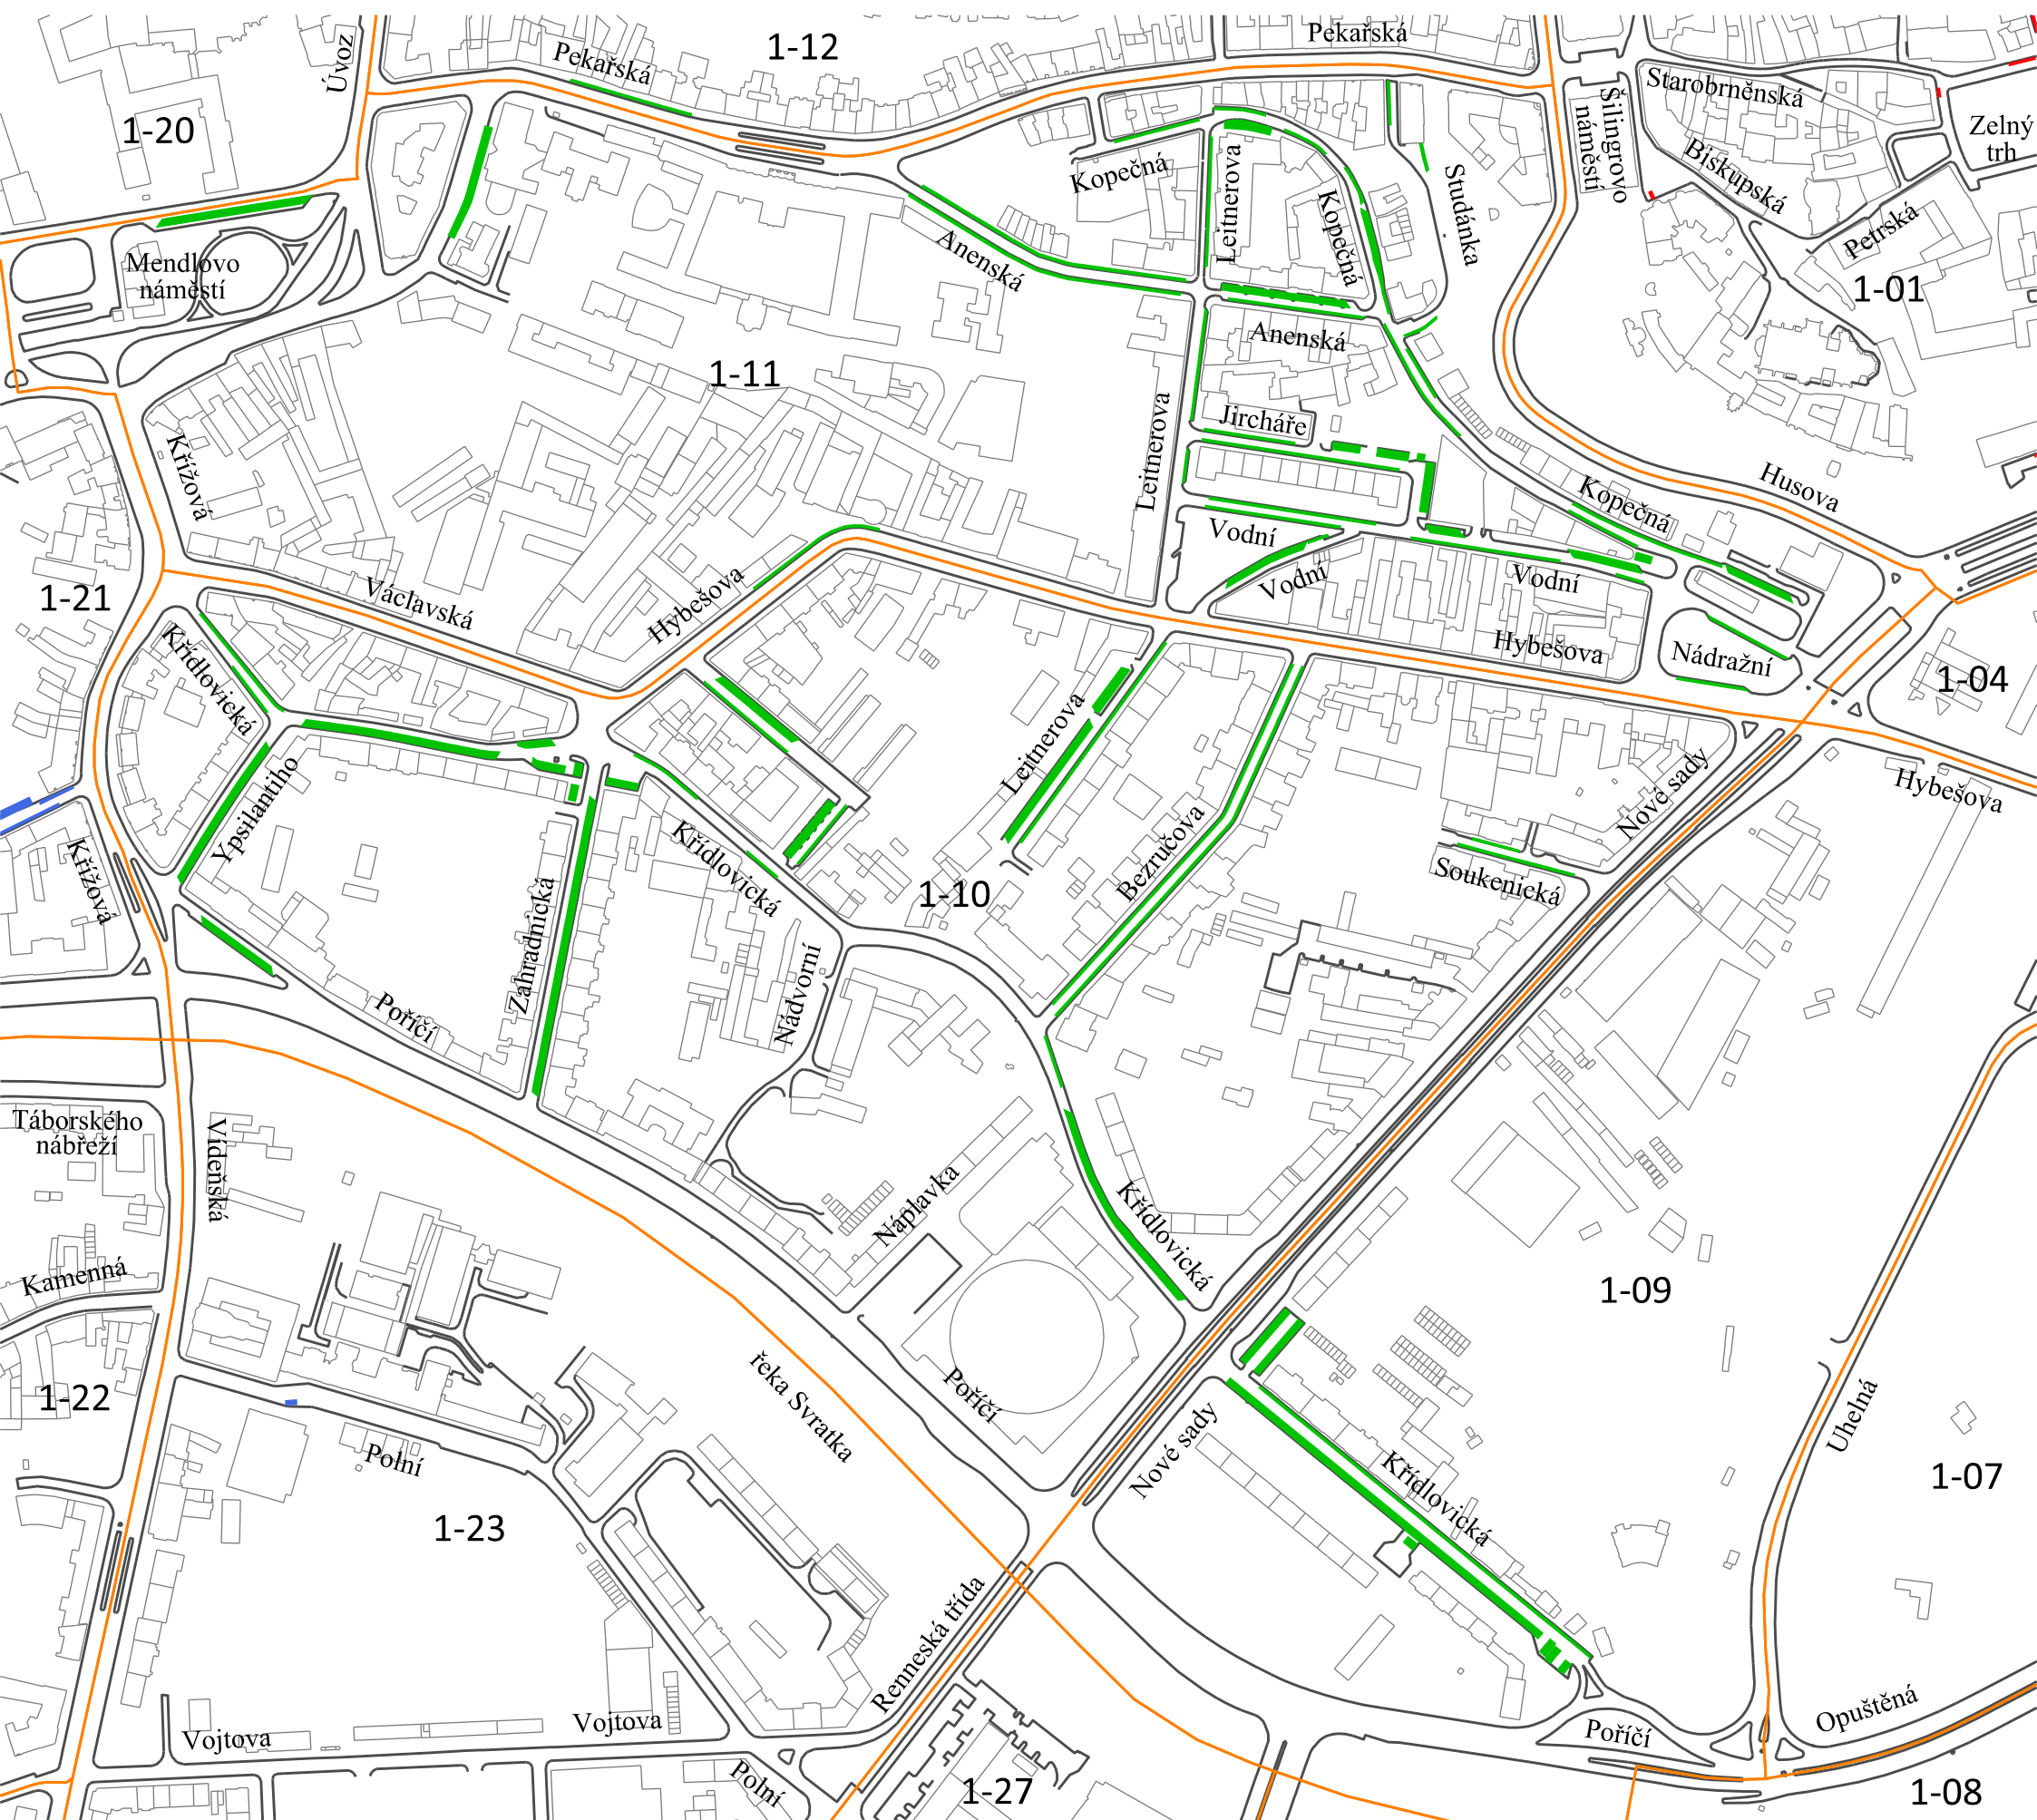 Pekařská
1-12
Pekařská
Úvoz
1-20
Starobrněnská
Šilingrovo
náměstí
Zelný
trh
Biskupská
Petrská
1-01
Kopečná
Leitnerova
Kopečná
Studánka
Anenská
Mendlovo
náměstí
Anenská
1-11
Jircháře
Leitnerova
Křížová
Husova
Kopečná
Vodní
Vodní
Vodní
1-21
Václavská
Hybešova
Hybešova
Nádražní
1-04
Křídlovická
Leitnerova
Nové sady
Hybešova
Ypsilantiho
Křížová
Křídlovická
Bezručova
Soukenická
1-10
Zahradnická
Nádvorní
Poříčí
Táborského
nábřeží
Vídeňská
Náplavka
Křídlovická
Kamenná
1-09
1-22
řeka Svratka
Poříčí
Nové sady
Uhelná
Polní
Křídlovická
1-07
1-23
Renneská třída
Vojtova
Vojtova
Poříčí
Opuštěná
Polní
1-27
1-08